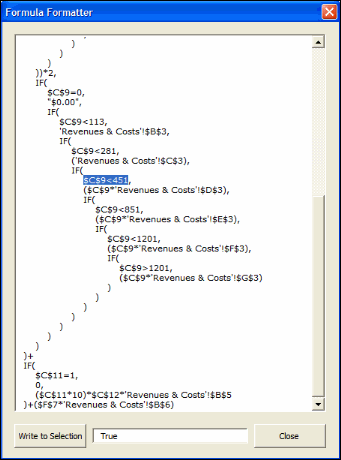 Formula Formatter
)
)
)
)
))*2,
IF(
$C$9=0,
"$0.00",
IF(
$C$9<113,
'Revenues & Costs'!$B$3,
IF(
$C$9<281,
('Revenues & Costs'!$C$3),
IF(
$C$9<451,
($C$9*'Revenues & Costs'!$D$3),
IF(
$C$9<851,
($C$9*'Revenues & Costs'!$E$3),
IF(
$C$9<1201,
($C$9*'Revenues & Costs'!$F$3),
IF(
$C$9>1201,
($C$9*'Revenues & Costs'!$G$3)
)
)
)
)
)
)
)
)+
IF(
$C$11=1,
0,
($C$11*10)*$C$12*'Revenues & Costs'!$B$5
)+($F$7*'Revenues & Costs'!$B$6)
Write to Selection
True
Close